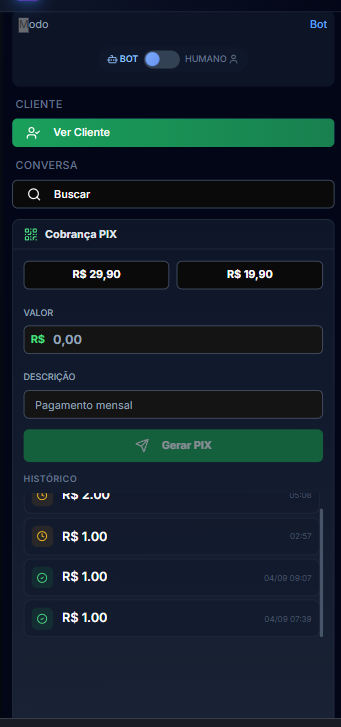 Modo Bot
BOT HUMANO
CLIENTE
Ver Cliente
CONVERSA
Buscar
Cobrança PIX
R$ 29,90 R$ 19,90
VALOR
R$ 0,00
DESCRIÇÃO
Pagamento mensal
Gerar PIX
HISTÓRICO
R$ 2.00 05:06
R$ 1.00 02:57
R$ 1.00 04/09 09:07
R$ 1.00 04/09 07:39